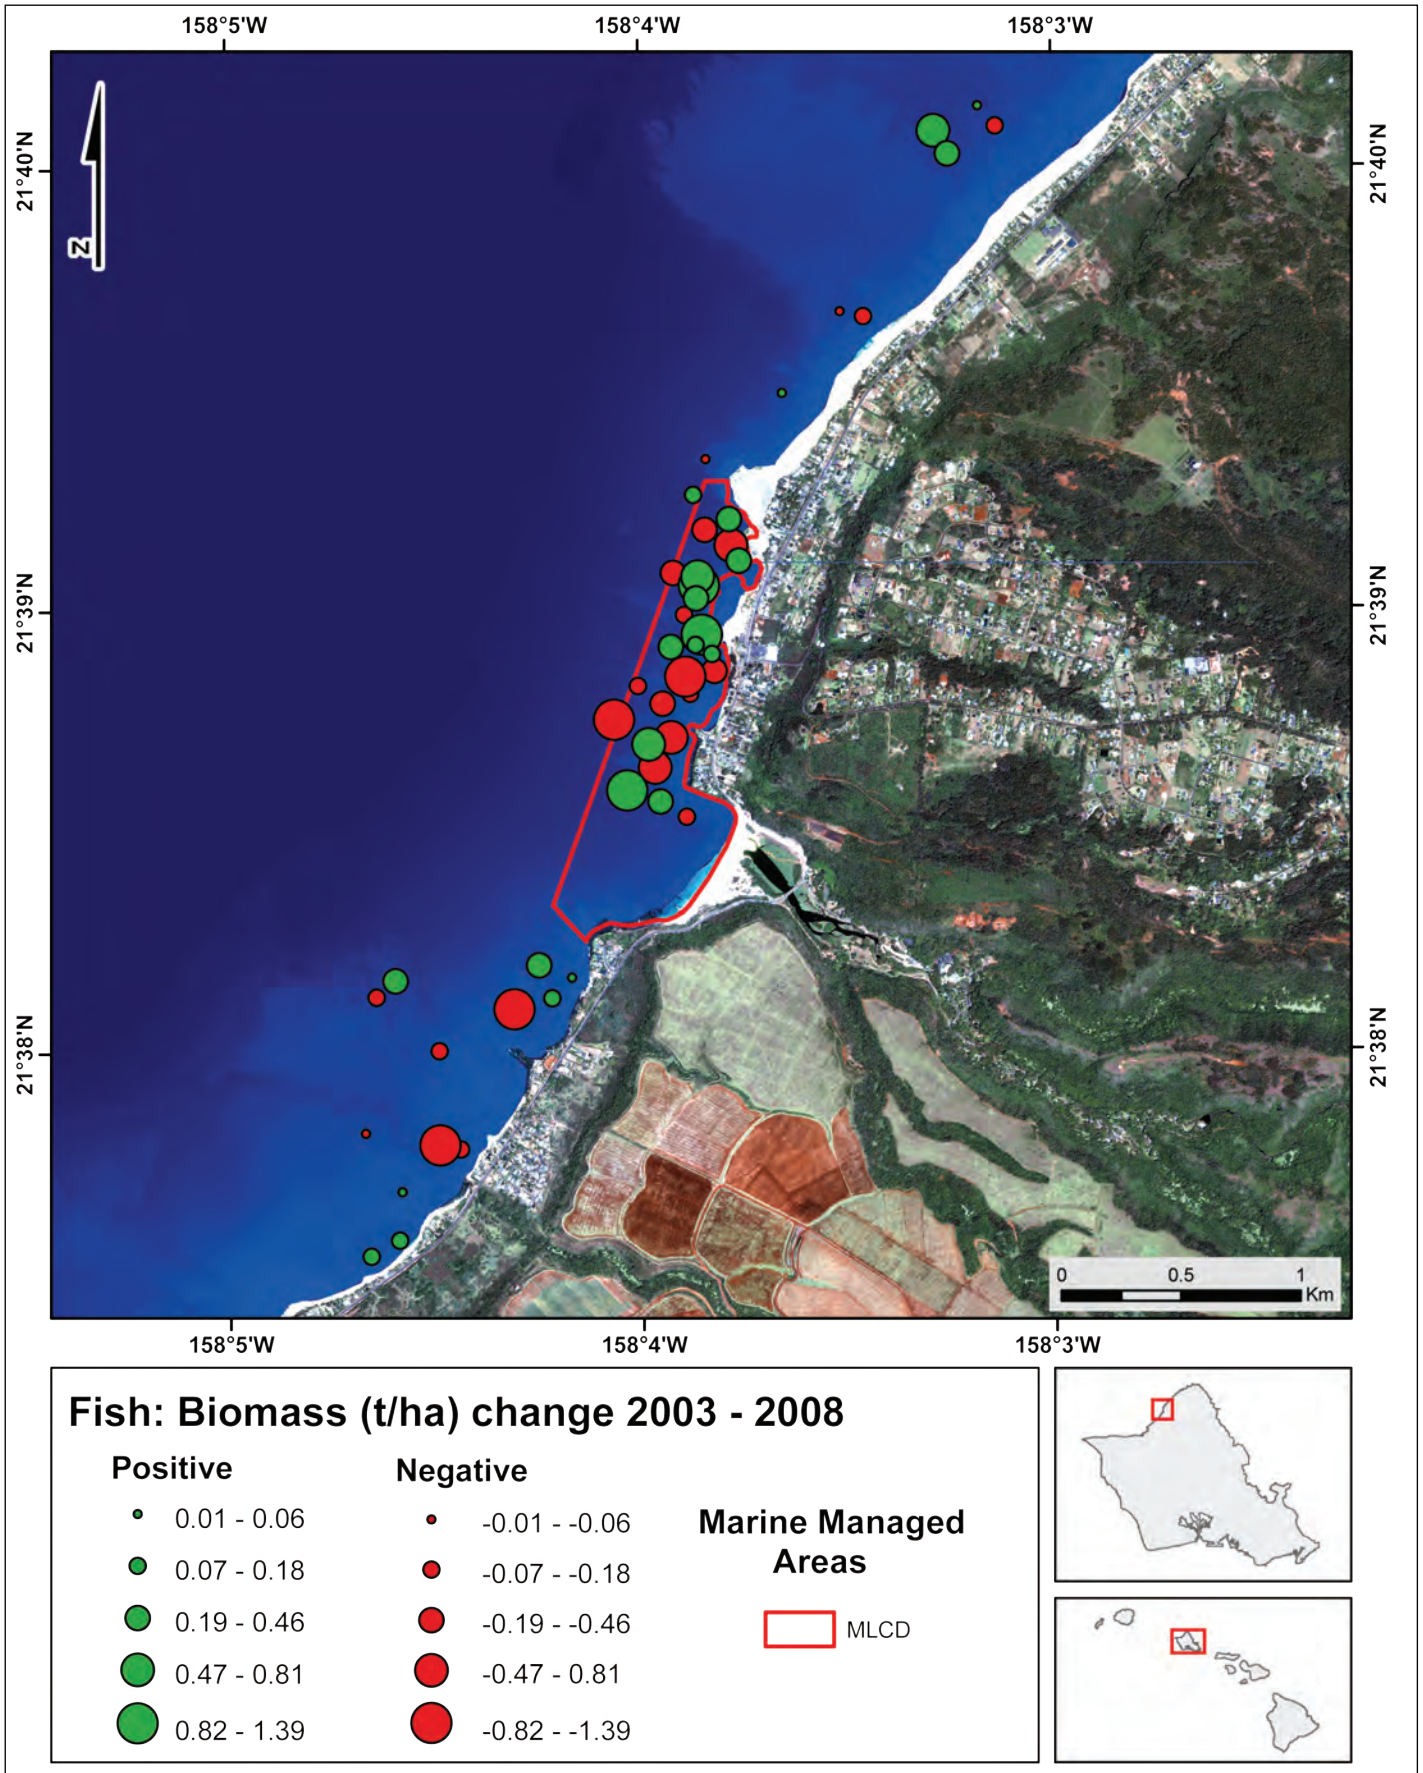 158°5'W 158°4'W 158°3'W
21°40'N 21°40'N
N
21°39'N 21°39'N
21°38'N 21°38'N
0 0.5 1
Km
158°5'W 158°4'W 158°3'W
Fish: Biomass (t/ha) change 2003 - 2008
Positive
0.01 - 0.06
0.07 - 0.18
0.19 - 0.46
0.47 - 0.81
0.82 - 1.39
Negative
-0.01 - -0.06
-0.07 - -0.18
-0.19 - -0.46
-0.47 - 0.81
-0.82 - -1.39
Marine Managed
Areas
MLCD